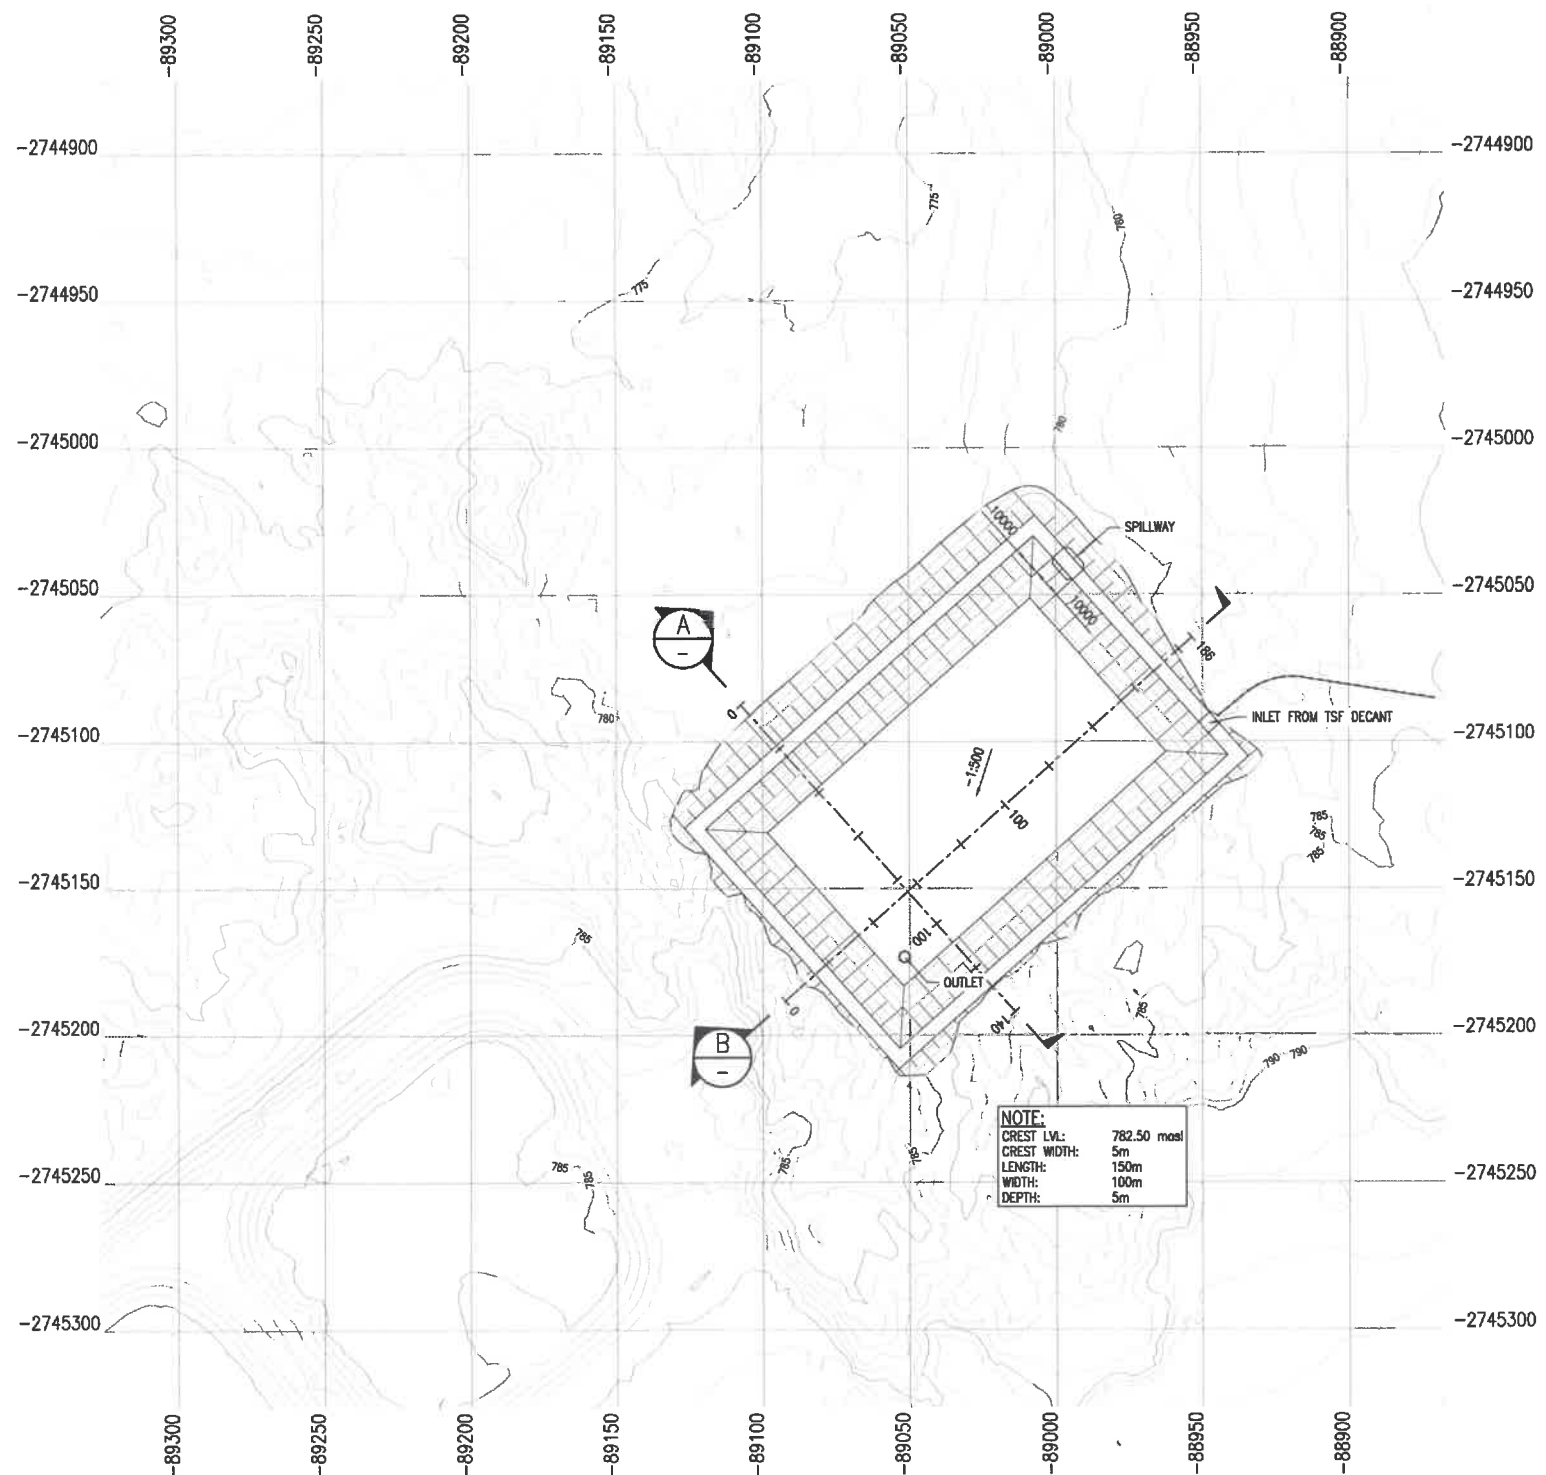 -89300 -89250 -89200 -89150 -89100 -89050 -89000 -88950 -88900
-2744900 -2744900
775 775 780
-2744950 -2744950
775
780
-2745000 -2745000
10000
SPILLWAY
-2745050 -2745050
10000
A
-
186
0
780
INLET FROM TSF DECANT
-2745100 -2745100
-1:500
100
785
785
785
-2745150 -2745150
100
785
OUTLET
0
140
785
-2745200 -2745200
B
-
790 790
NOTE:
CREST LVL: 782.50 masl
CREST WIDTH: 5m
LENGTH: 150m
WIDTH: 100m
DEPTH: 5m
785 785 785 785
-2745250 -2745250
-2745300 -2745300
-89300 -89250 -89200 -89150 -89100 -89050 -89000 -88950 -88900